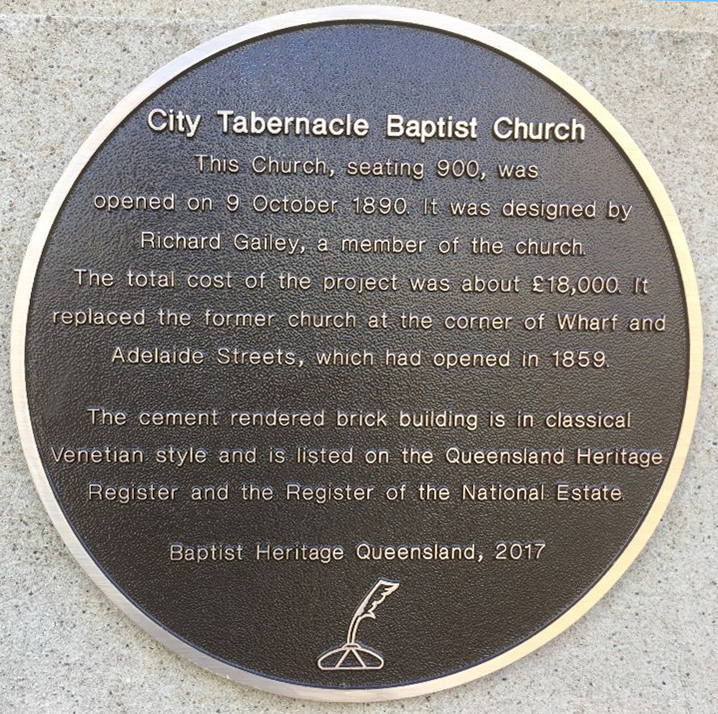 City Tabernacle Baptist Church
This Church, seating 900, was
opened on 9 October 1890. It was designed by
Richard Gailey, a member of the church.
The total cost of the project was about £18,000. It
replaced the former church at the corner of Wharf and
Adelaide Streets, which had opened in 1859.
The cement rendered brick building is in classical
Venetian style and is listed on the Queensland Heritage
Register and the Register of the National Estate.
Baptist Heritage Queensland, 2017